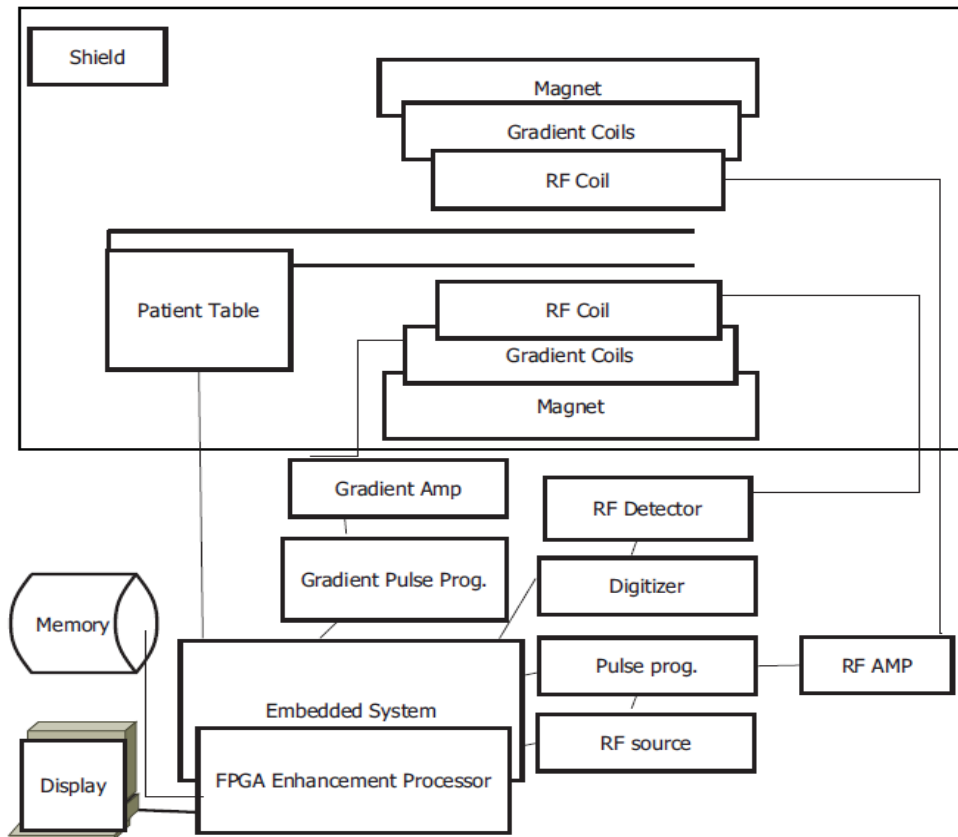 Shield
Magnet
Gradient Coils
RF Coil
Patient Table
RF Coil
Gradient Coils
Magnet
Gradient Amp
RF Detector
Gradient Pulse Prog.
Digitizer
Memory
Pulse prog.
RF AMP
Embedded System
RF source
Display
FPGA Enhancement Processor